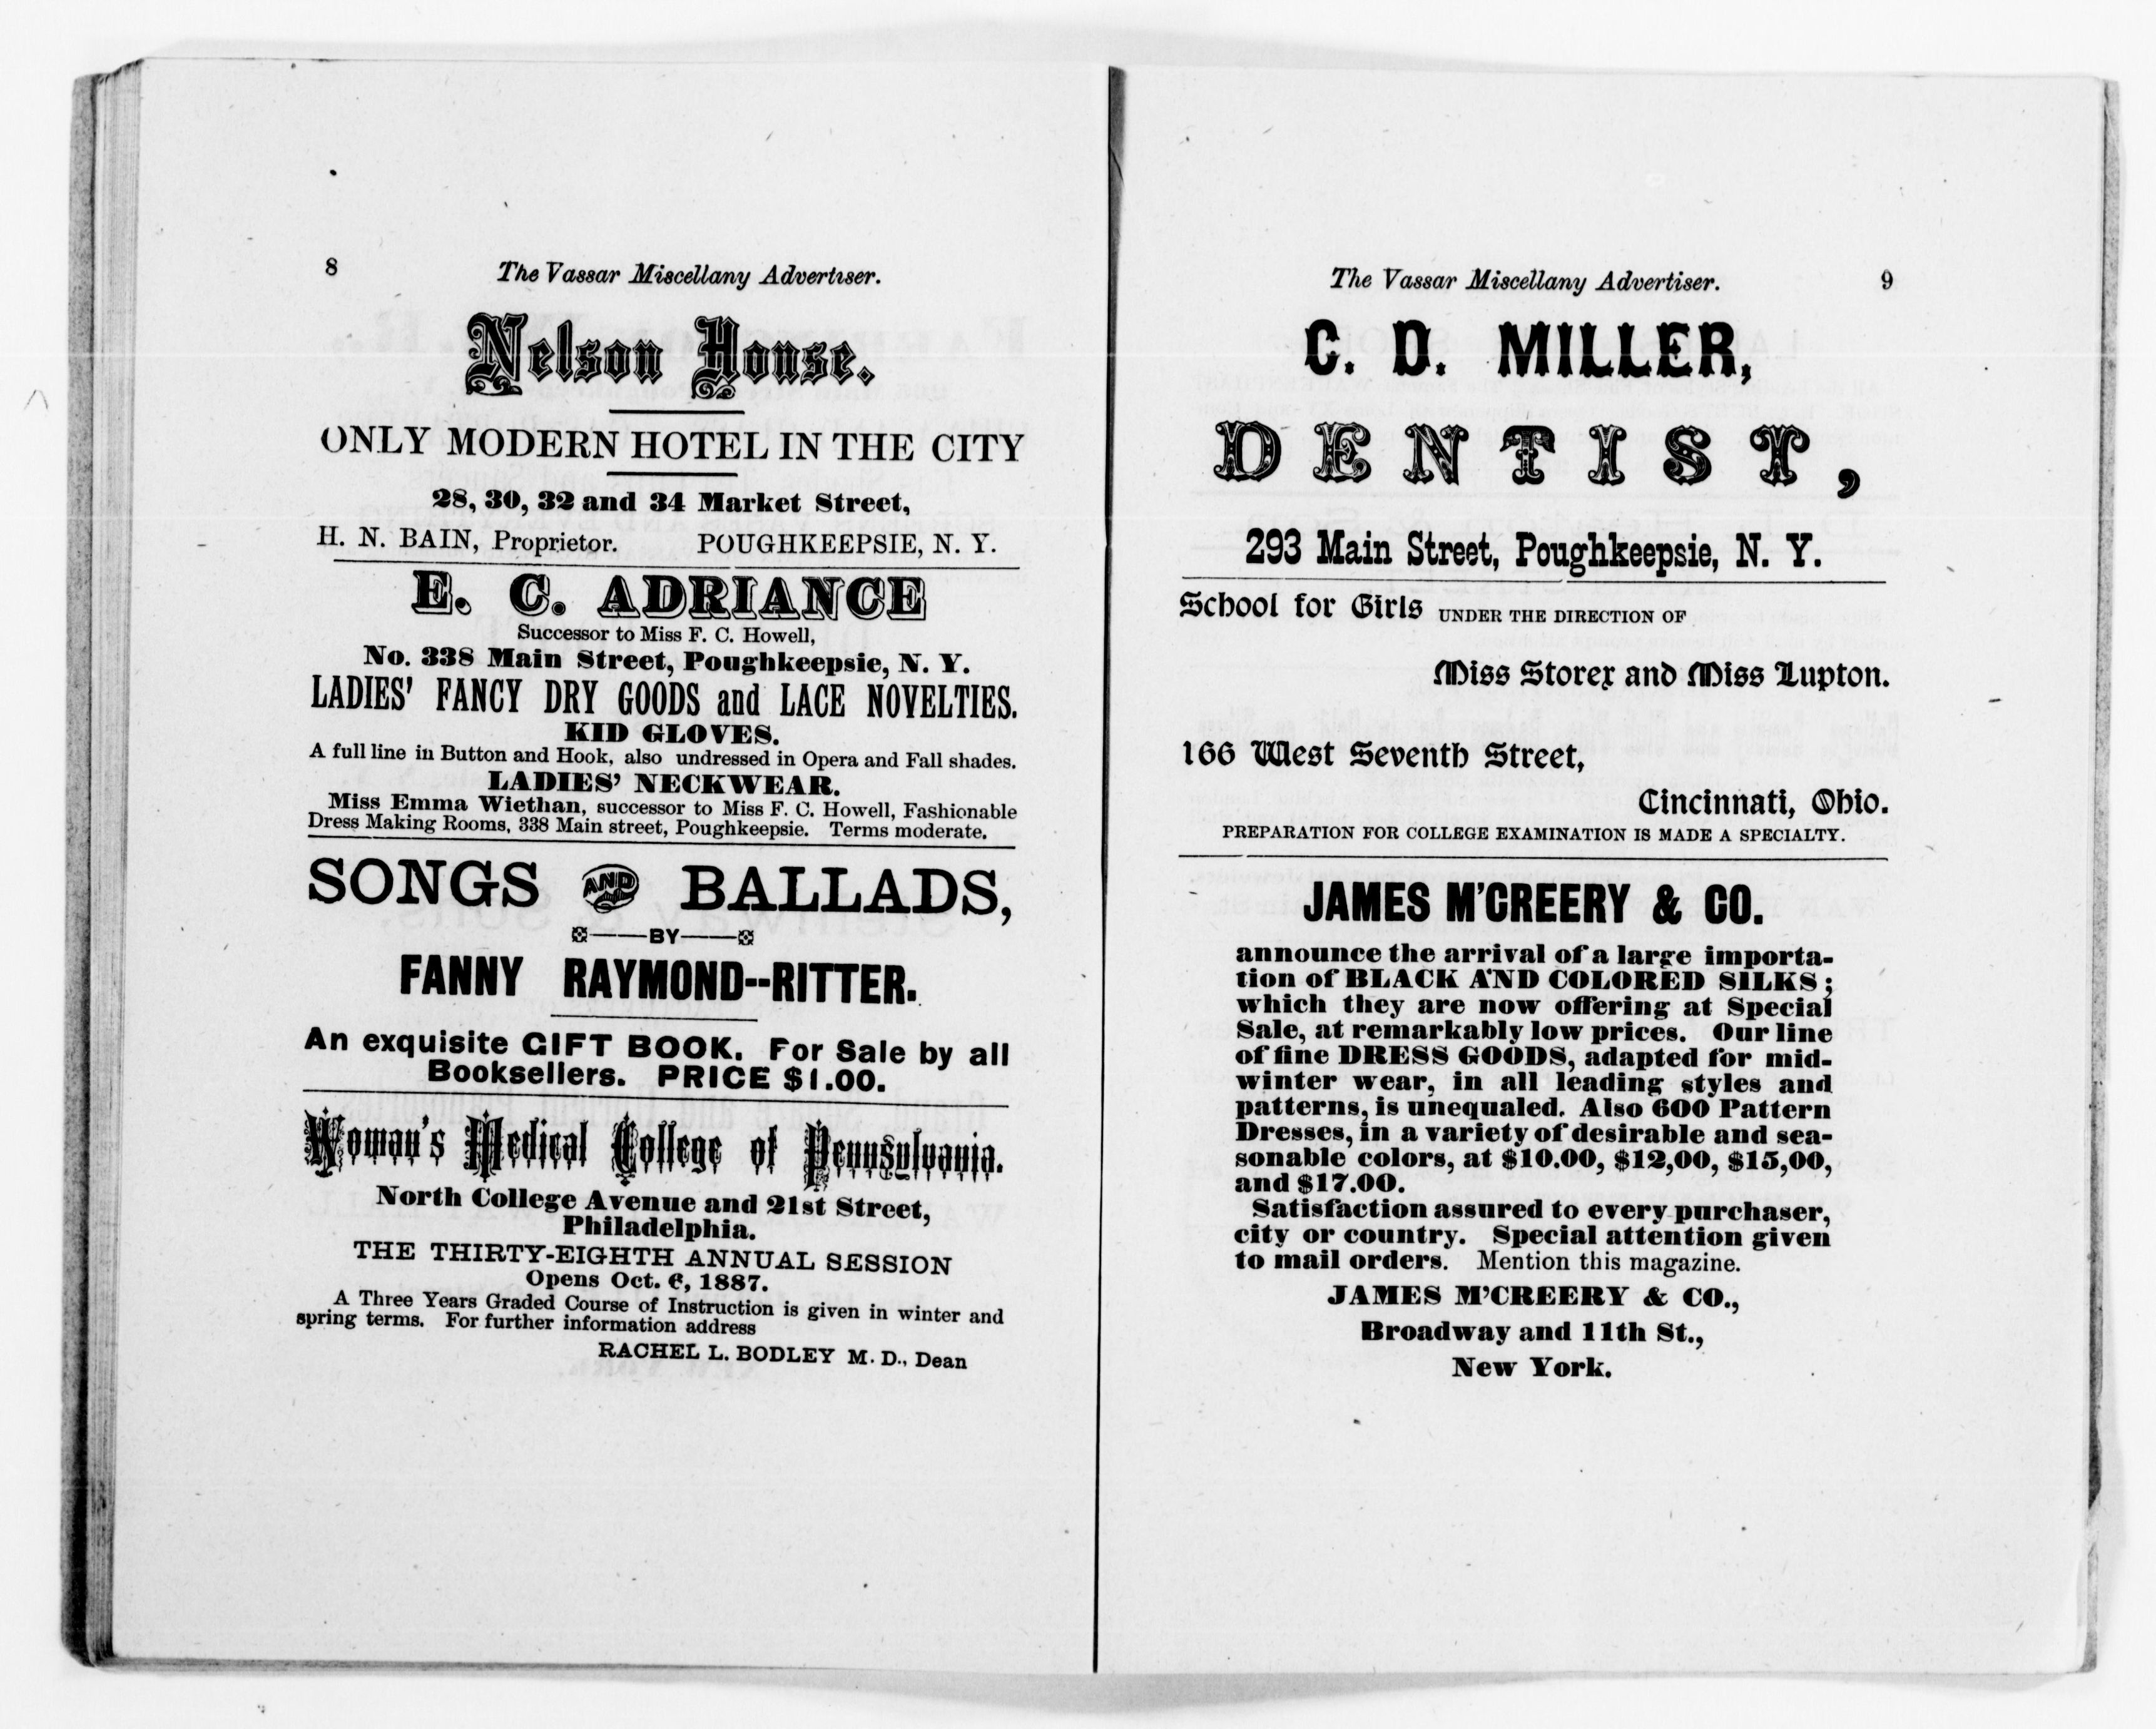 8
The Vassar Miscellany Advertiser.
Nelson House.
ONLY MODERN HOTEL IN THE CITY
28, 30, 32 and 34 Market Street,
H. N. BAIN, Proprietor. POUGHKEEPSIE, N. Y.
E. C. ADRIANCE
Successor to Miss F. C. Howell,
No. 338 Main Street, Poughkeepsie, N. Y.
LADIES' FANCY DRY GOODS and LACE NOVELTIES.
KID GLOVES.
A full line in Button and Hook, also undressed in Opera and Fall shades.
LADIES' NECKWEAR.
Miss Emma Wiethan, successor to Miss F. C. Howell, Fashionable
Dress Making Rooms, 338 Main street, Poughkeepsie. Terms moderate.
SONGS AND BALLADS,
BY
FANNY RAYMOND--RITTER.
An exquisite GIFT BOOK. For Sale by all
Booksellers. PRICE $1.00.
Woman's Medical College of Pennsylvania.
North College Avenue and 21st Street,
Philadelphia.
THE THIRTY-EIGHTH ANNUAL SESSION
Opens Oct. 6, 1887.
A Three Years Graded Course of Instruction is given in winter and
spring terms. For further information address
RACHEL L. BODLEY M. D., Dean
The Vassar Miscellany Advertiser.
9
C. D. MILLER,
DENTIST,
293 Main Street, Poughkeepsie, N. Y.
School for Girls UNDER THE DIRECTION OF
Miss Storer and Miss Lupton.
166 West Seventh Street,
Cincinnati, Ohio.
PREPARATION FOR COLLEGE EXAMINATION IS MADE A SPECIALTY.
JAMES M'CREERY & CO.
announce the arrival of a large importa-
tion of BLACK AND COLORED SILKS;
which they are now offering at Special
Sale, at remarkably low prices. Our line
of fine DRESS GOODS, adapted for mid-
winter wear, in all leading styles and
patterns, is unequaled. Also 600 Pattern
Dresses, in a variety of desirable and sea-
sonable colors, at $10.00, $12,00, $15,00,
and $17.00.
Satisfaction assured to every purchaser,
city or country. Special attention given
to mail orders. Mention this magazine.
JAMES M'CREERY & CO.,
Broadway and 11th St.,
New York.